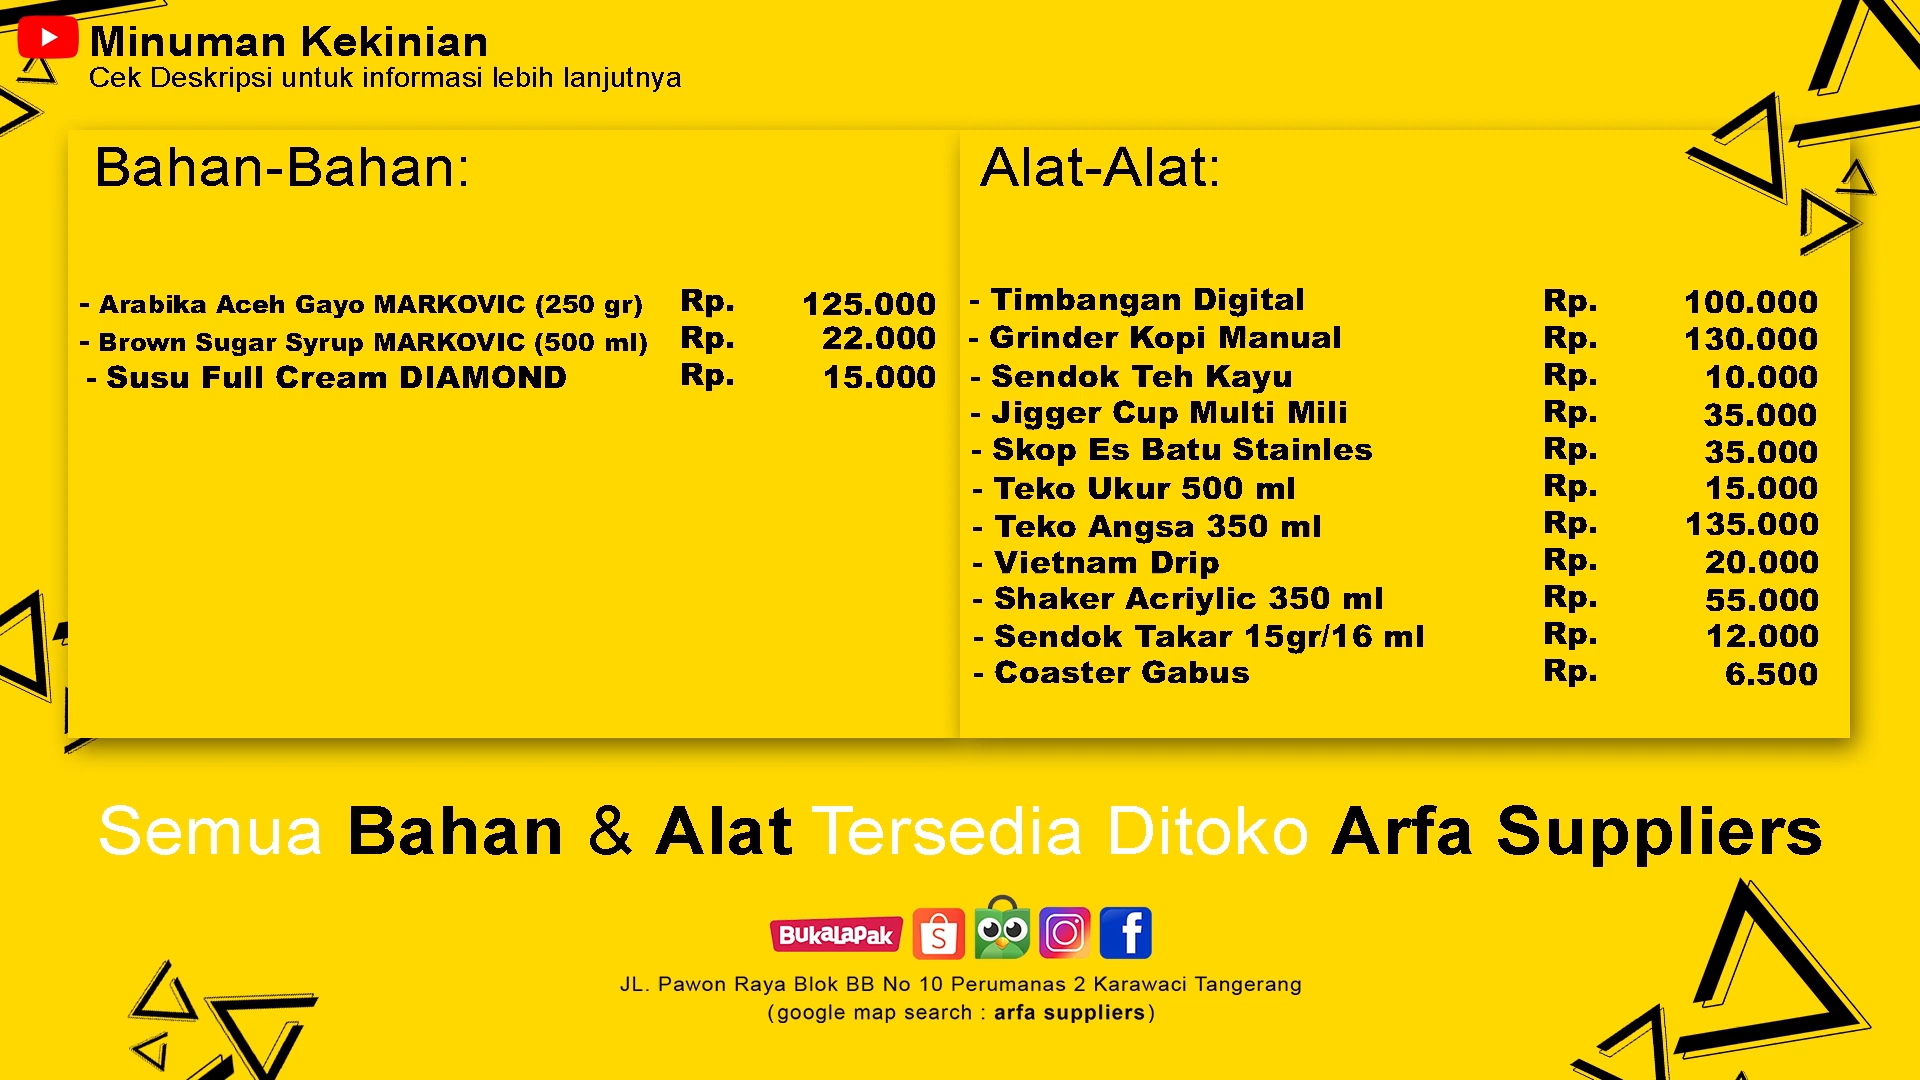 Minuman Kekinian
Cek Deskripsi untuk informasi lebih lanjutnya
Bahan-Bahan:
- Arabika Aceh Gayo MARKOVIC (250 gr) Rp. 125.000
- Brown Sugar Syrup MARKOVIC (500 ml) Rp. 22.000
- Susu Full Cream DIAMOND Rp. 15.000
Alat-Alat:
- Timbangan Digital Rp. 100.000
- Grinder Kopi Manual Rp. 130.000
- Sendok Teh Kayu Rp. 10.000
- Jigger Cup Multi Mili Rp. 35.000
- Skop Es Batu Stainles Rp. 35.000
- Teko Ukur 500 ml Rp. 15.000
- Teko Angsa 350 ml Rp. 135.000
- Vietnam Drip Rp. 20.000
- Shaker Acriylic 350 ml Rp. 55.000
- Sendok Takar 15gr/16 ml Rp. 12.000
- Coaster Gabus Rp. 6.500
Semua Bahan & Alat Tersedia Ditoko Arfa Suppliers
BukaLaPak S f
JL. Pawon Raya Blok BB No 10 Perumanas 2 Karawaci Tangerang
(google map search : arfa suppliers)